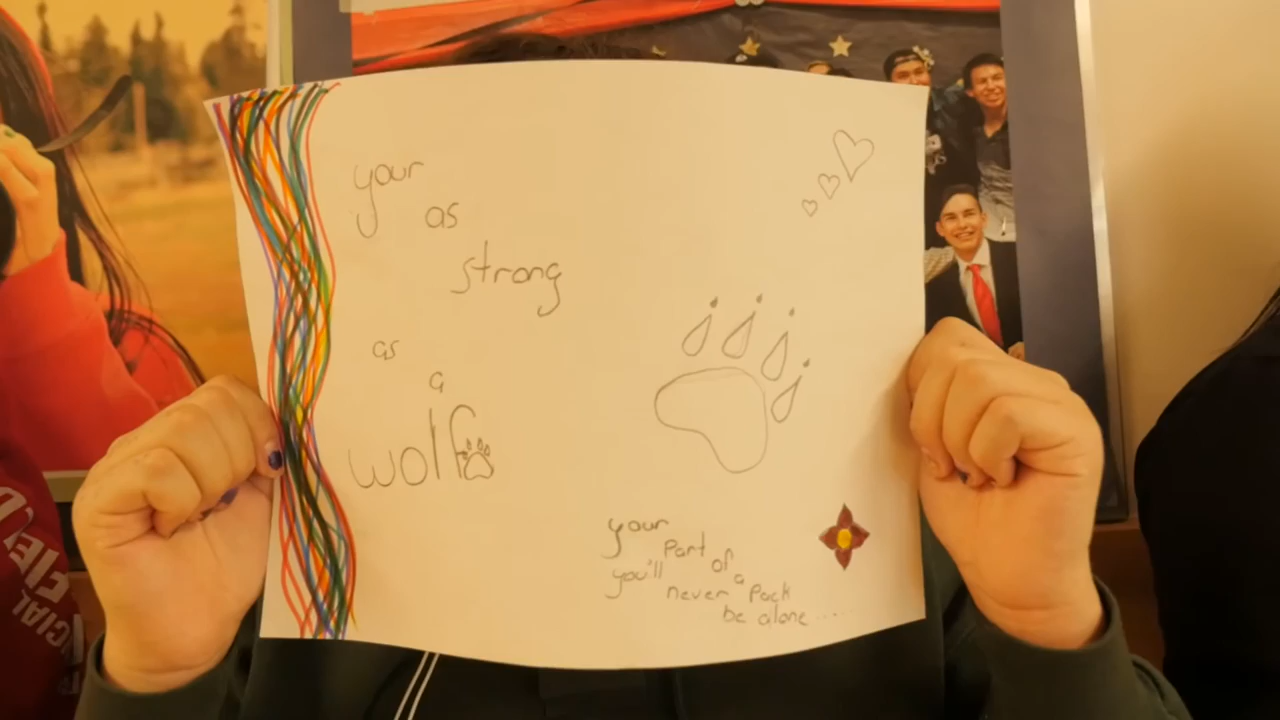 your
as
strong
as
a
wolf
your part of a pack
you'll never be alone....